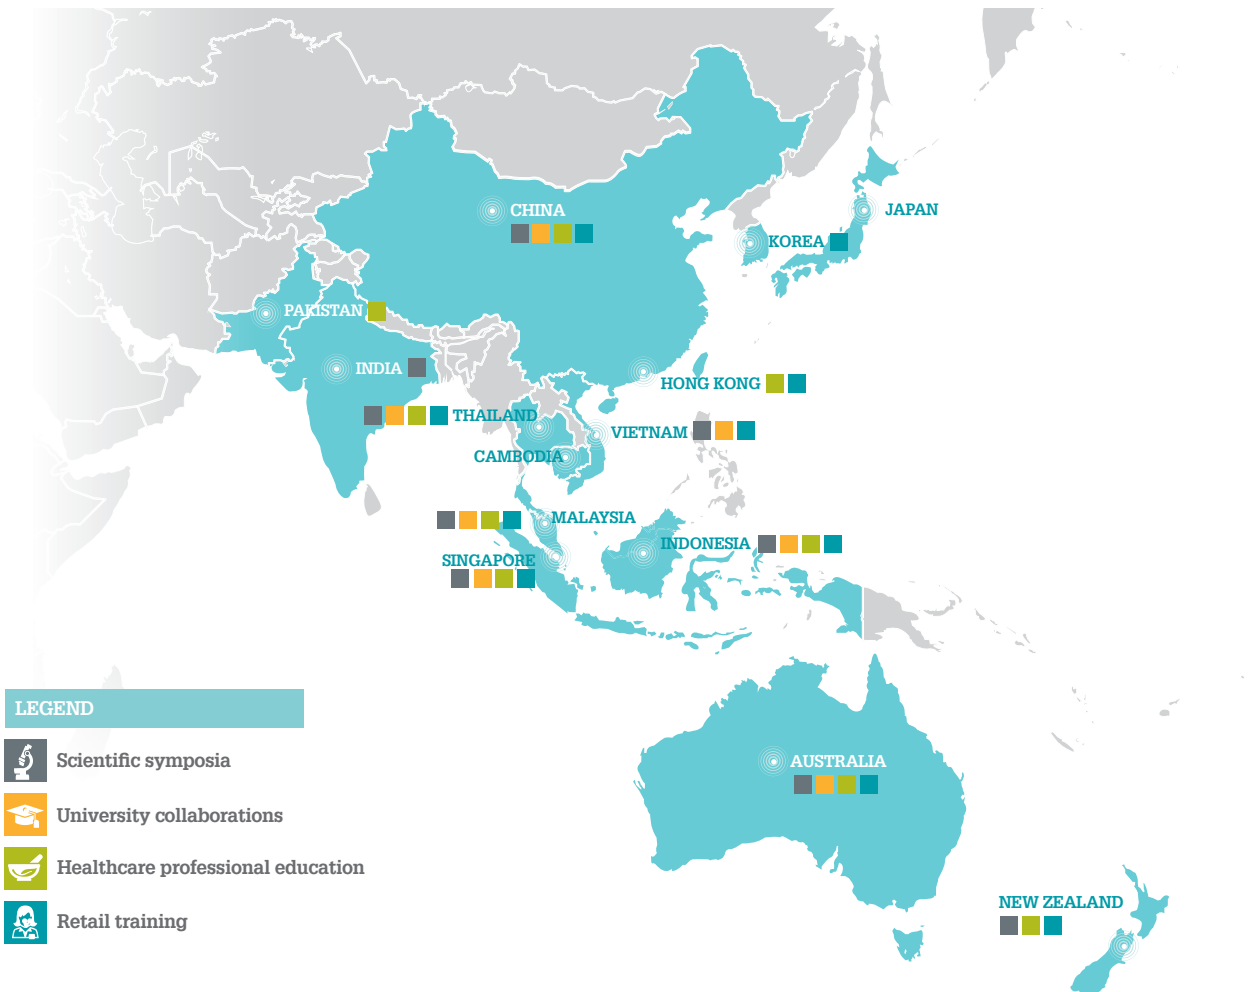 CHINA
JAPAN
KOREA
PAKISTAN
INDIA
HONG KONG
THAILAND
VIETNAM
CAMBODIA
MALAYSIA
INDONESIA
SINGAPORE
LEGEND
Scientific symposia
University collaborations
Healthcare professional education
Retail training
AUSTRALIA
NEW ZEALAND